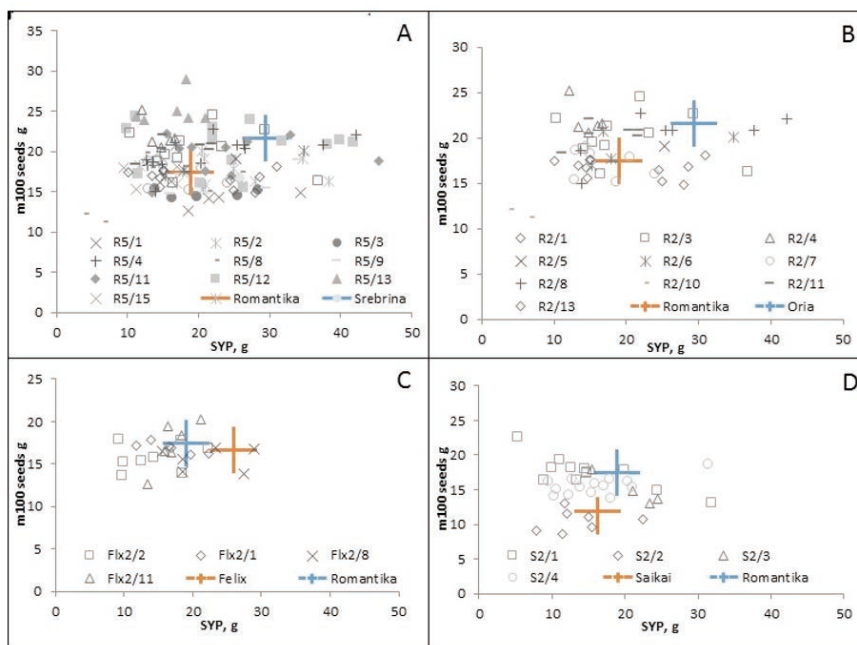 A
m100 seeds g
35
30
25
20
15
10
5
0
R5/1 R5/2 R5/3
R5/4 R5/8 R5/9
R5/11 R5/12 R5/13
R5/15 Romantika Srebrina
0 10 20 30 40 50
SYP, g
B
m100 seeds g
30
25
20
15
10
5
0
R2/1 R2/3 R2/4
R2/5 R2/6 R2/7
R2/8 R2/10 R2/11
R2/13 Romantika Oria
0 10 20 30 40 50
SYP, g
C
m100 seeds g
25
20
15
10
5
0
Flx2/2 Flx2/1 Flx2/8
Flx2/11 Felix Romantika
0 10 20 30 40 50
SYP, g
D
m100 seeds g
30
25
20
15
10
5
0
S2/1 S2/2 S2/3
S2/4 Saikai Romantika
0 10 20 30 40 50
SYP, g